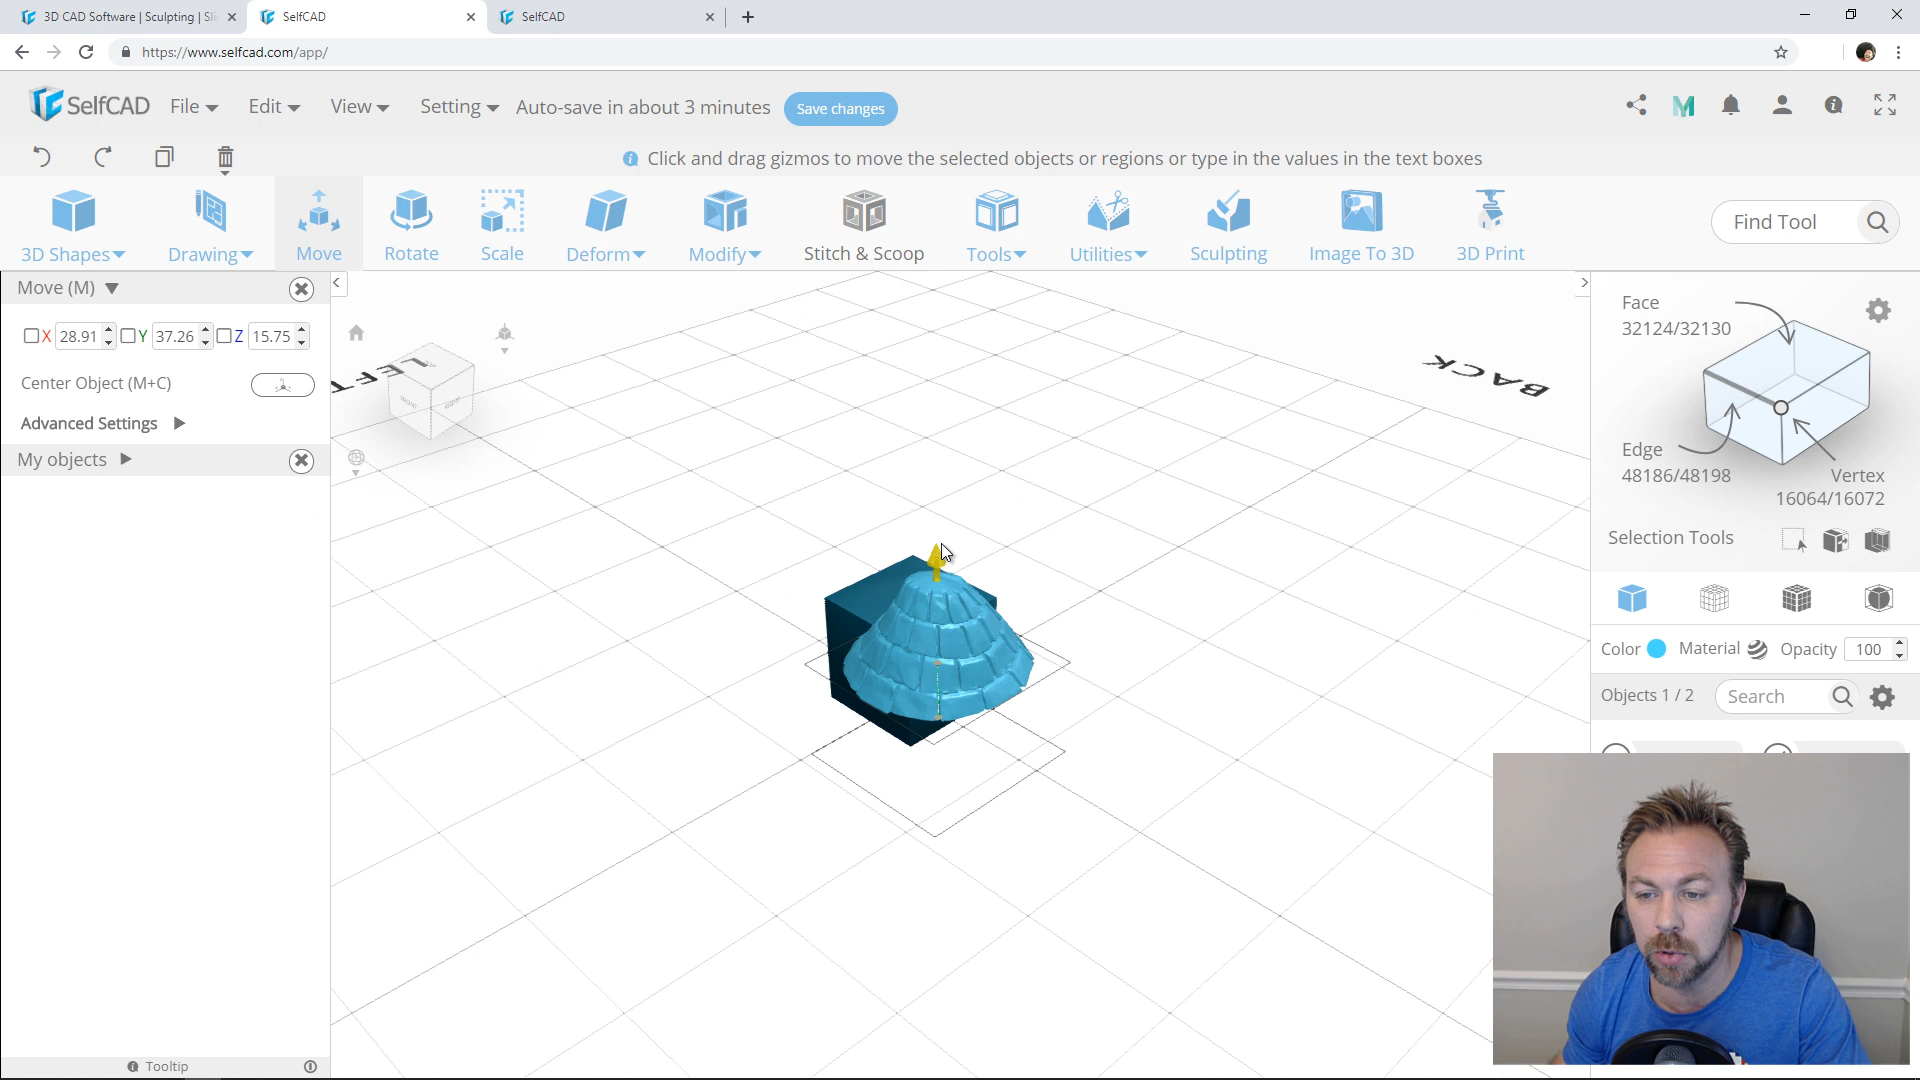 3D CAD Software | Sculpting | Sli
SelfCAD
SelfCAD
https://www.selfcad.com/app/
SelfCAD
File
Edit
View
Setting
Auto-save in about 3 minutes
Save changes
Click and drag gizmos to move the selected objects or regions or type in the values in the text boxes
3D Shapes
Drawing
Move
Rotate
Scale
Deform
Modify
Stitch & Scoop
Tools
Utilities
Sculpting
Image To 3D
3D Print
Find Tool
Move (M)
X 28.91 Y 37.26 Z 15.75
Center Object (M+C)
Advanced Settings
My objects
LEFT
FRONT
RIGHT
BACK
Face
32124/32130
Edge
48186/48198
Vertex
16064/16072
Selection Tools
Color
Material
Opacity 100
Objects 1 / 2
Search
Tooltip